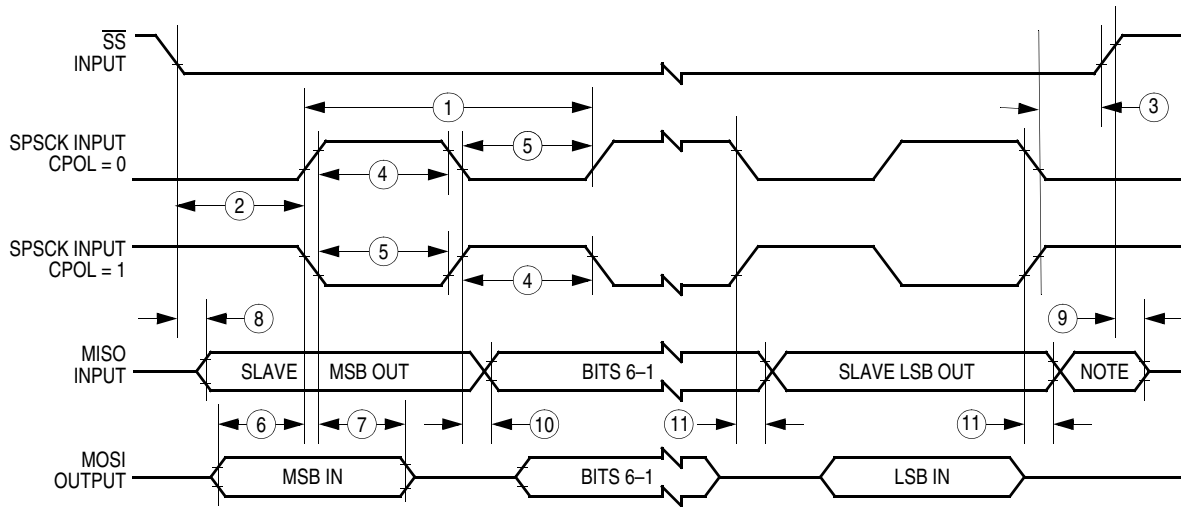 SS
INPUT
1
3
SPSCK INPUT
CPOL = 0
5
4
2
SPSCK INPUT
CPOL = 1
5
4
8
9
MISO
INPUT
SLAVE MSB OUT
BITS 6–1
SLAVE LSB OUT
NOTE
6
7
10
11
11
MOSI
OUTPUT
MSB IN
BITS 6–1
LSB IN